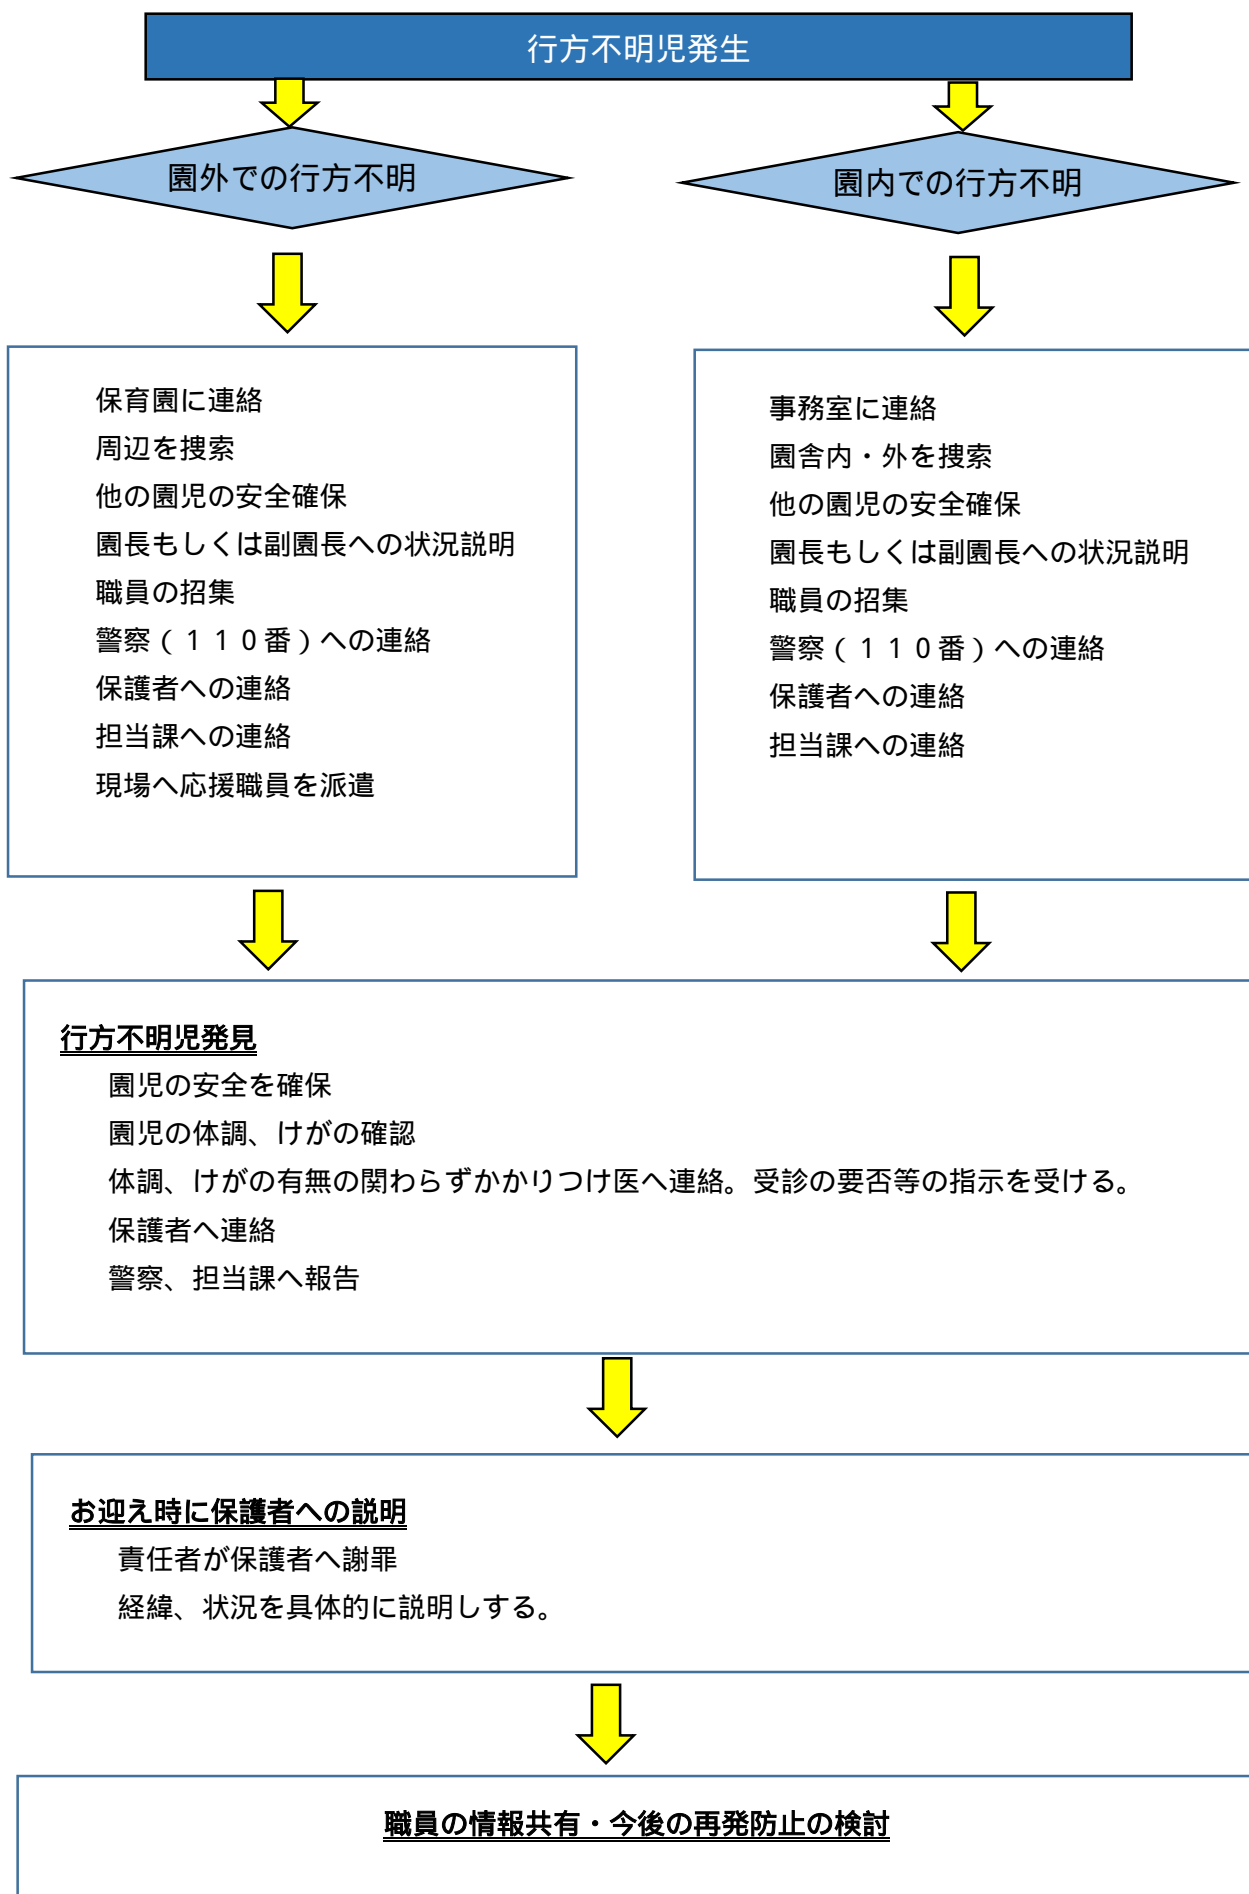 行方不明児発生
園外での行方不明
園内での行方不明
保育園に連絡
周辺を捜索
他の園児の安全確保
園長もしくは副園長への状況説明
職員の招集
警察(110番)への連絡
保護者への連絡
担当課への連絡
現場へ応援職員を派遣
事務室に連絡
園舎内・外を捜索
他の園児の安全確保
園長もしくは副園長への状況説明
職員の招集
警察(110番)への連絡
保護者への連絡
担当課への連絡
行方不明児発見
園児の安全を確保
園児の体調、けがの確認
体調、けがの有無の関わらずかかりつけ医へ連絡。受診の要否等の指示を受ける。
保護者へ連絡
警察、担当課へ報告
お迎え時に保護者への説明
責任者が保護者へ謝罪
経緯、状況を具体的に説明しする。
職員の情報共有・今後の再発防止の検討